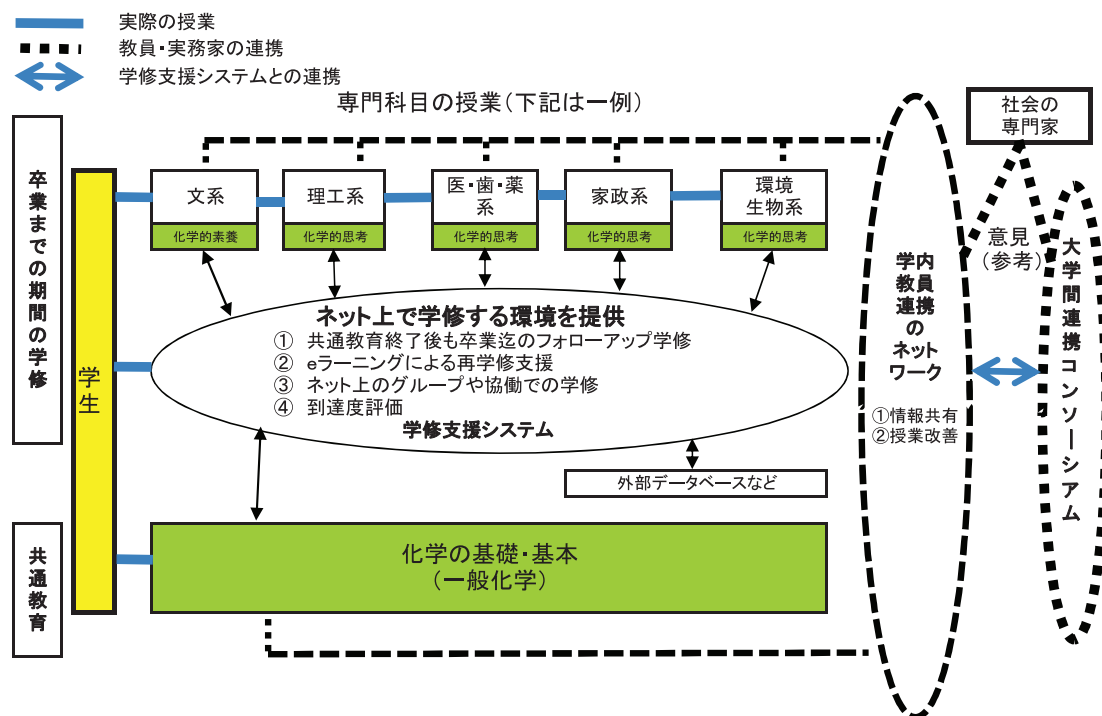 実際の授業
教員・実務家の連携
学修支援システムとの連携
専門科目の授業(下記は一例)
社会の
専門家
卒業までの期間の学修
学生
文系
化学的素養
理工系
化学的思考
医・歯・薬
系
化学的思考
家政系
化学的思考
環境
生物系
化学的思考
ネット上で学修する環境を提供
① 共通教育終了後も卒業迄のフォローアップ学修
② eラーニングによる再学修支援
③ ネット上のグループや協働での学修
④ 到達度評価
学修支援システム
外部データベースなど
学内
教員
連携
の
ネット
ワーク
①情報共有
②授業改善
意見
(参考)
大学間連携コンソーシアム
共通教育
化学の基礎・基本
(一般化学)